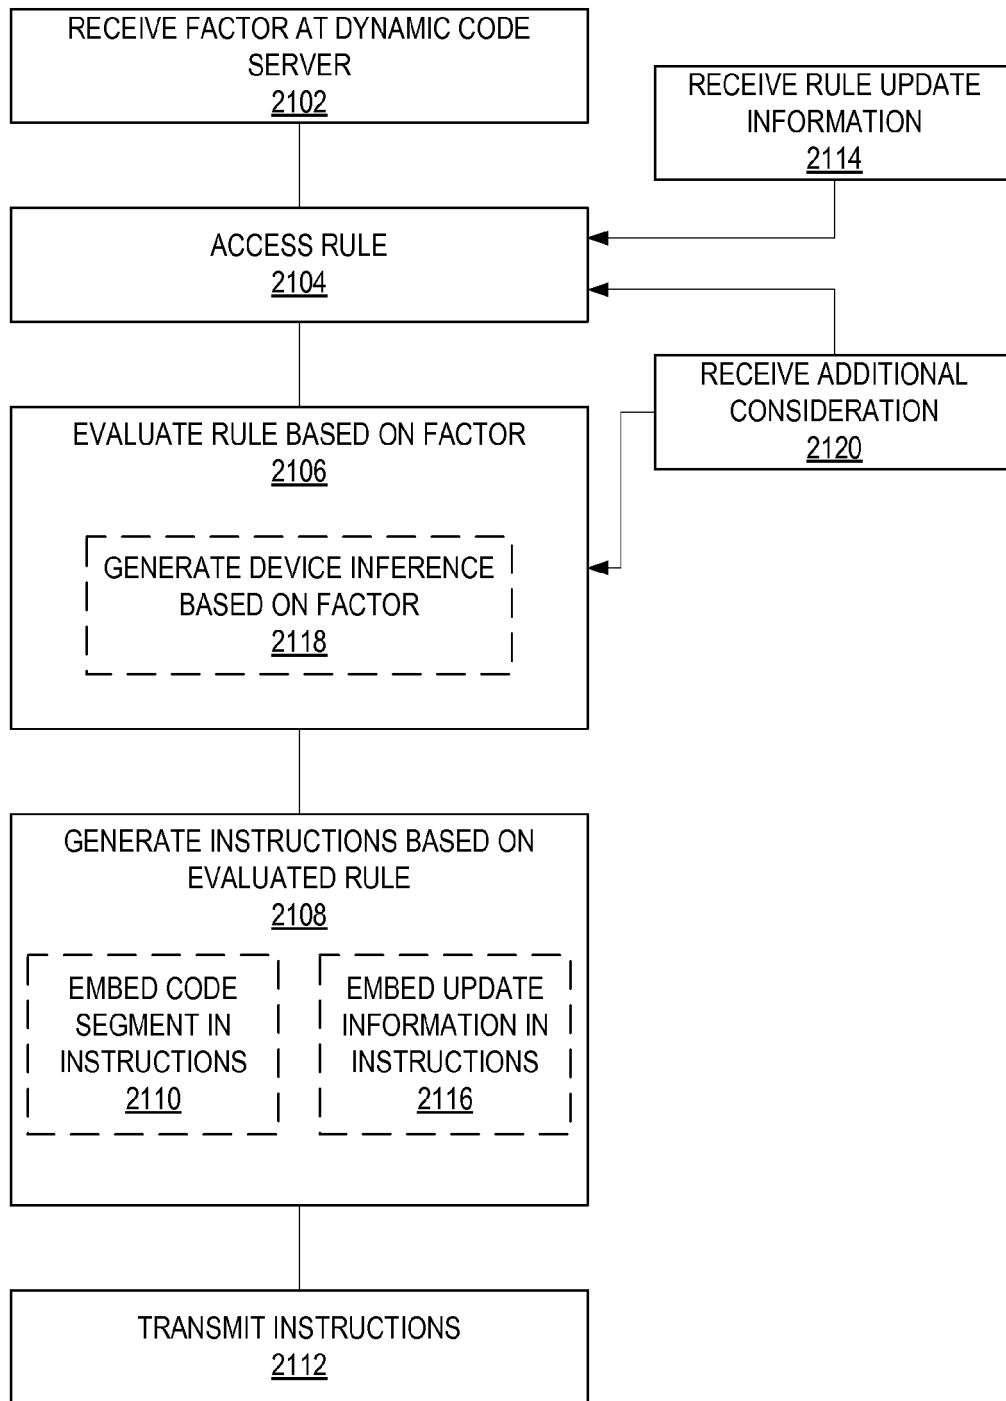 RECEIVE FACTOR AT DYNAMIC CODE
SERVER
2102
RECEIVE RULE UPDATE
INFORMATION
2114
ACCESS RULE
2104
RECEIVE ADDITIONAL
CONSIDERATION
2120
EVALUATE RULE BASED ON FACTOR
2106
GENERATE DEVICE INFERENCE
BASED ON FACTOR
2118
GENERATE INSTRUCTIONS BASED ON
EVALUATED RULE
2108
EMBED CODE
SEGMENT IN
INSTRUCTIONS
2110
EMBED UPDATE
INFORMATION IN
INSTRUCTIONS
2116
TRANSMIT INSTRUCTIONS
2112